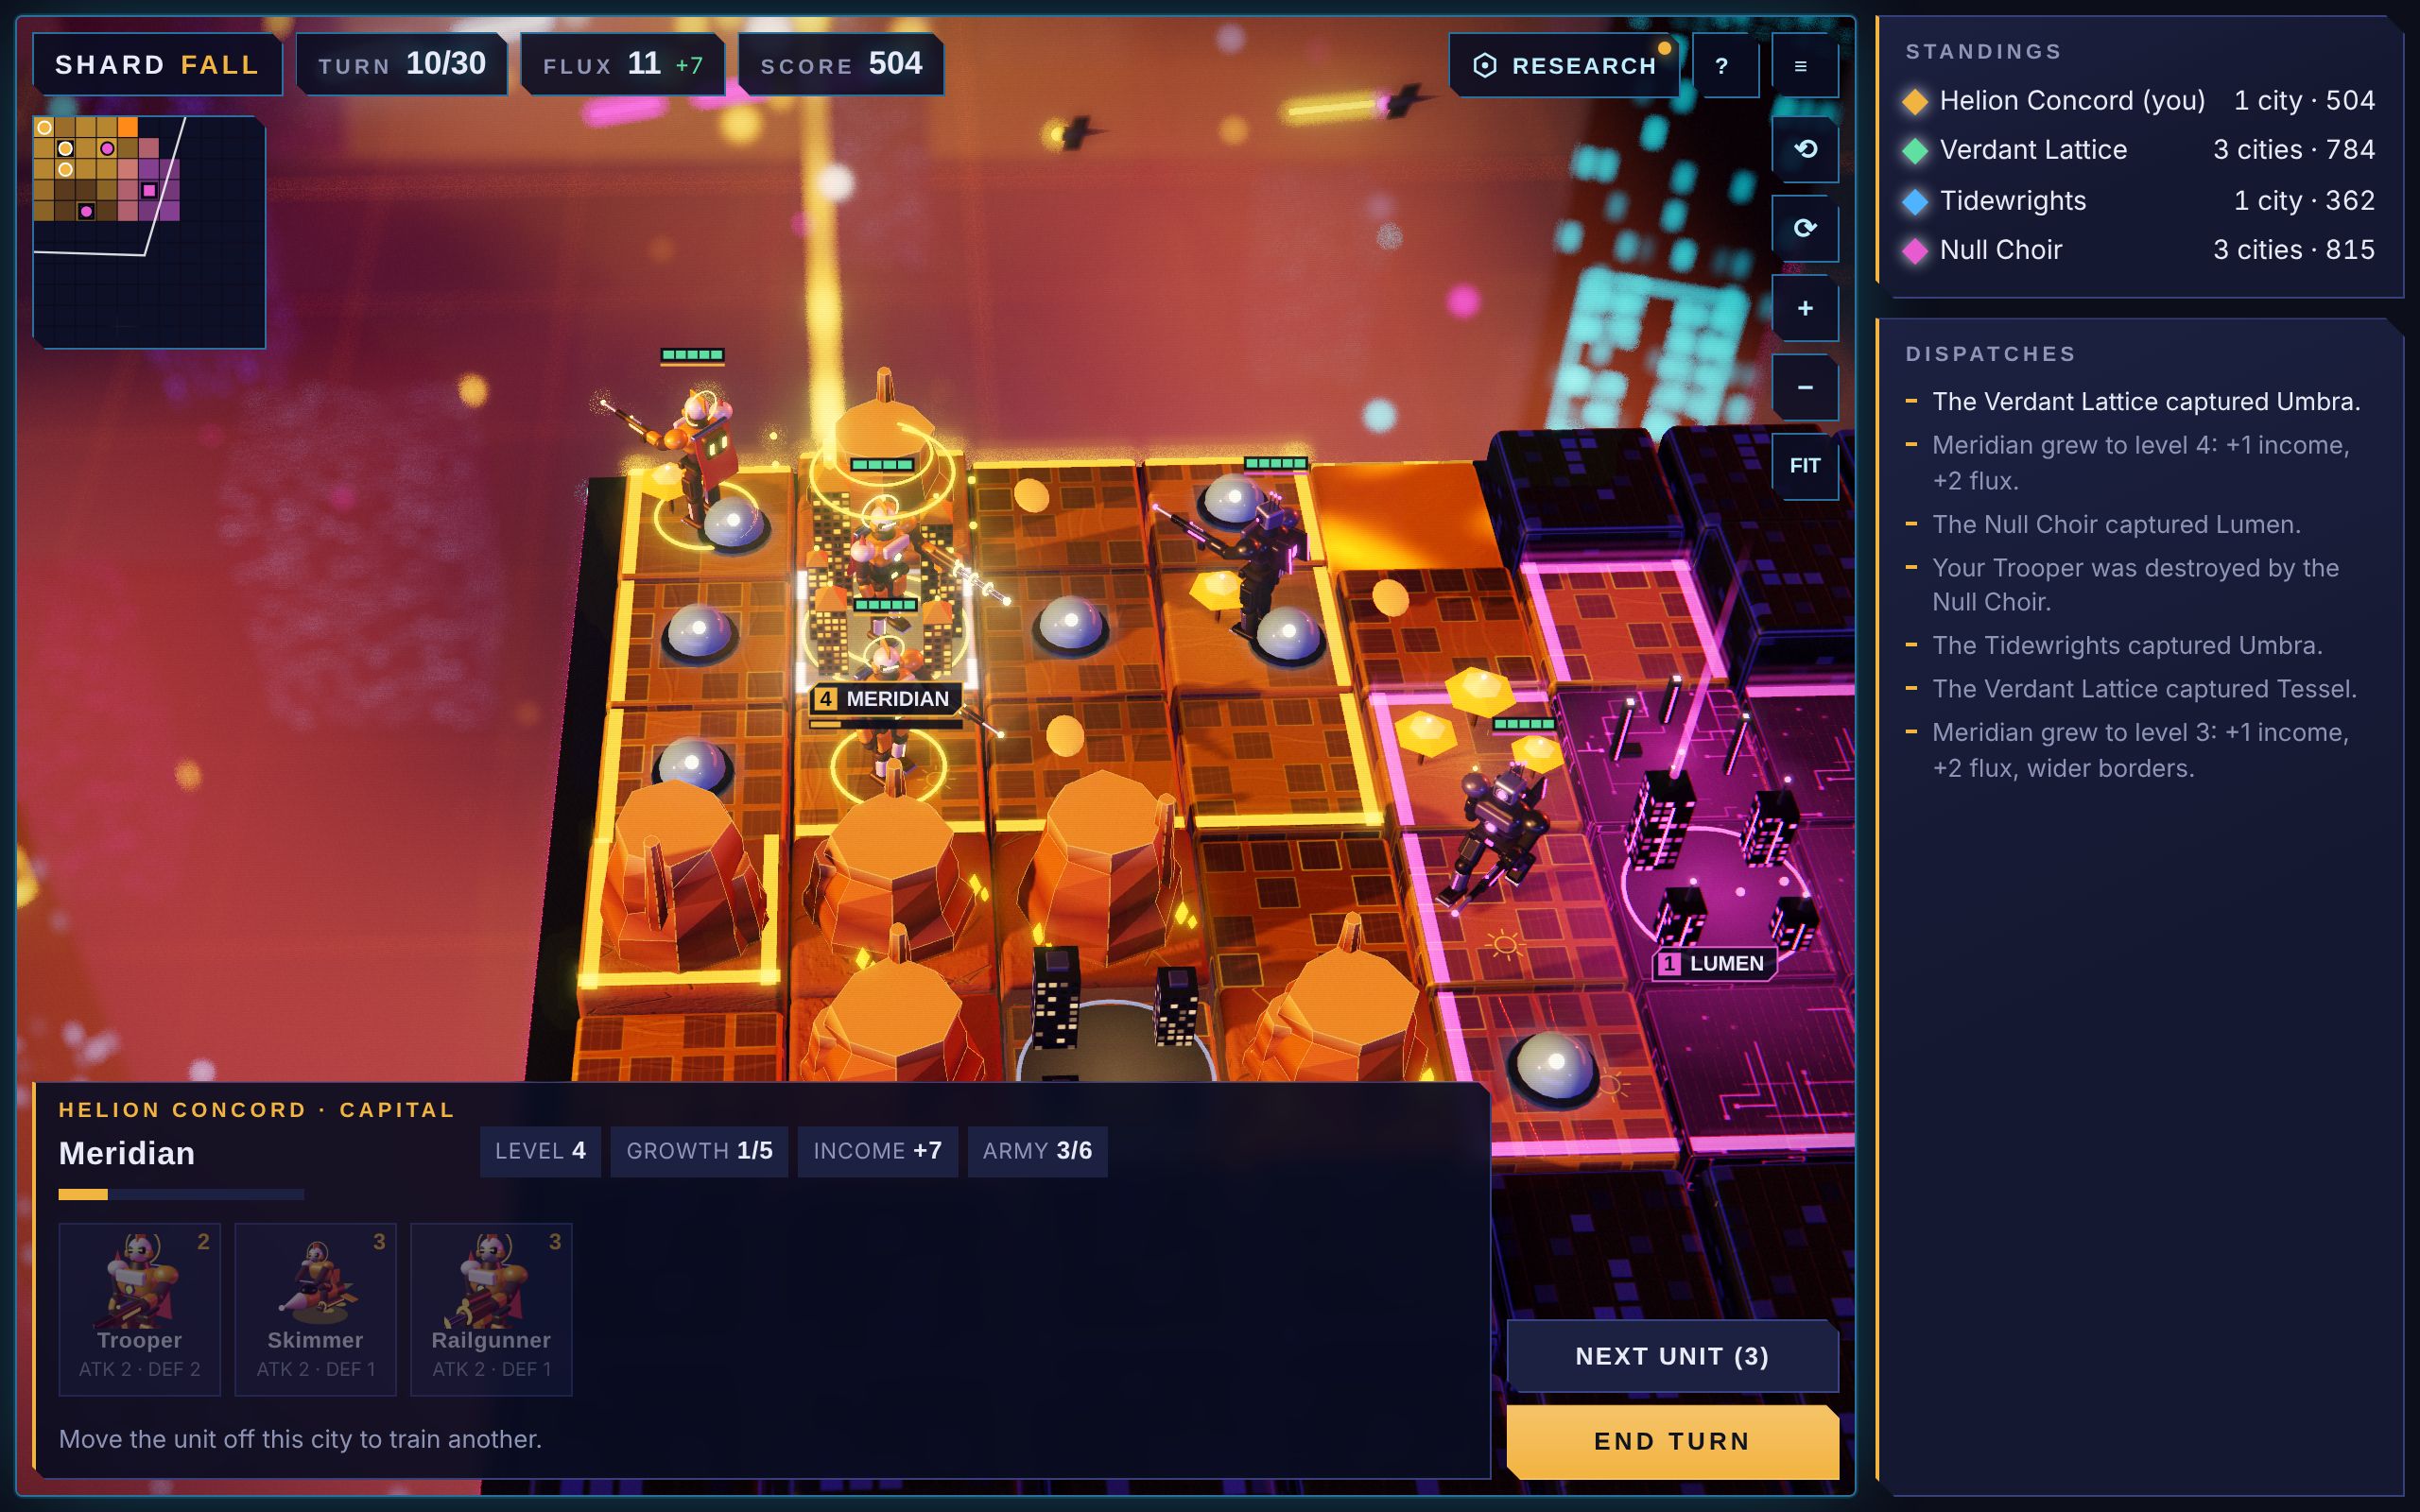 SHARD FALL
TURN 10/30
FLUX 11 +7
SCORE 504
RESEARCH
?
≡
⟲
⟳
+
−
FIT
4 MERIDIAN
1 LUMEN
HELION CONCORD · CAPITAL
Meridian
LEVEL 4
GROWTH 1/5
INCOME +7
ARMY 3/6
2
Trooper
ATK 2 · DEF 2
3
Skimmer
ATK 2 · DEF 1
3
Railgunner
ATK 2 · DEF 1
Move the unit off this city to train another.
NEXT UNIT (3)
END TURN
STANDINGS
Helion Concord (you) 1 city · 504
Verdant Lattice 3 cities · 784
Tidewrights 1 city · 362
Null Choir 3 cities · 815
DISPATCHES
The Verdant Lattice captured Umbra.
Meridian grew to level 4: +1 income,
+2 flux.
The Null Choir captured Lumen.
Your Trooper was destroyed by the
Null Choir.
The Tidewrights captured Umbra.
The Verdant Lattice captured Tessel.
Meridian grew to level 3: +1 income,
+2 flux, wider borders.